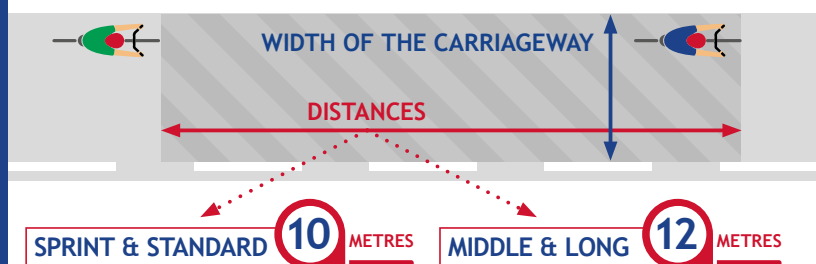 WIDTH OF THE CARRIAGEWAY
DISTANCES
SPRINT & STANDARD 10 METRES
MIDDLE & LONG 12 METRES